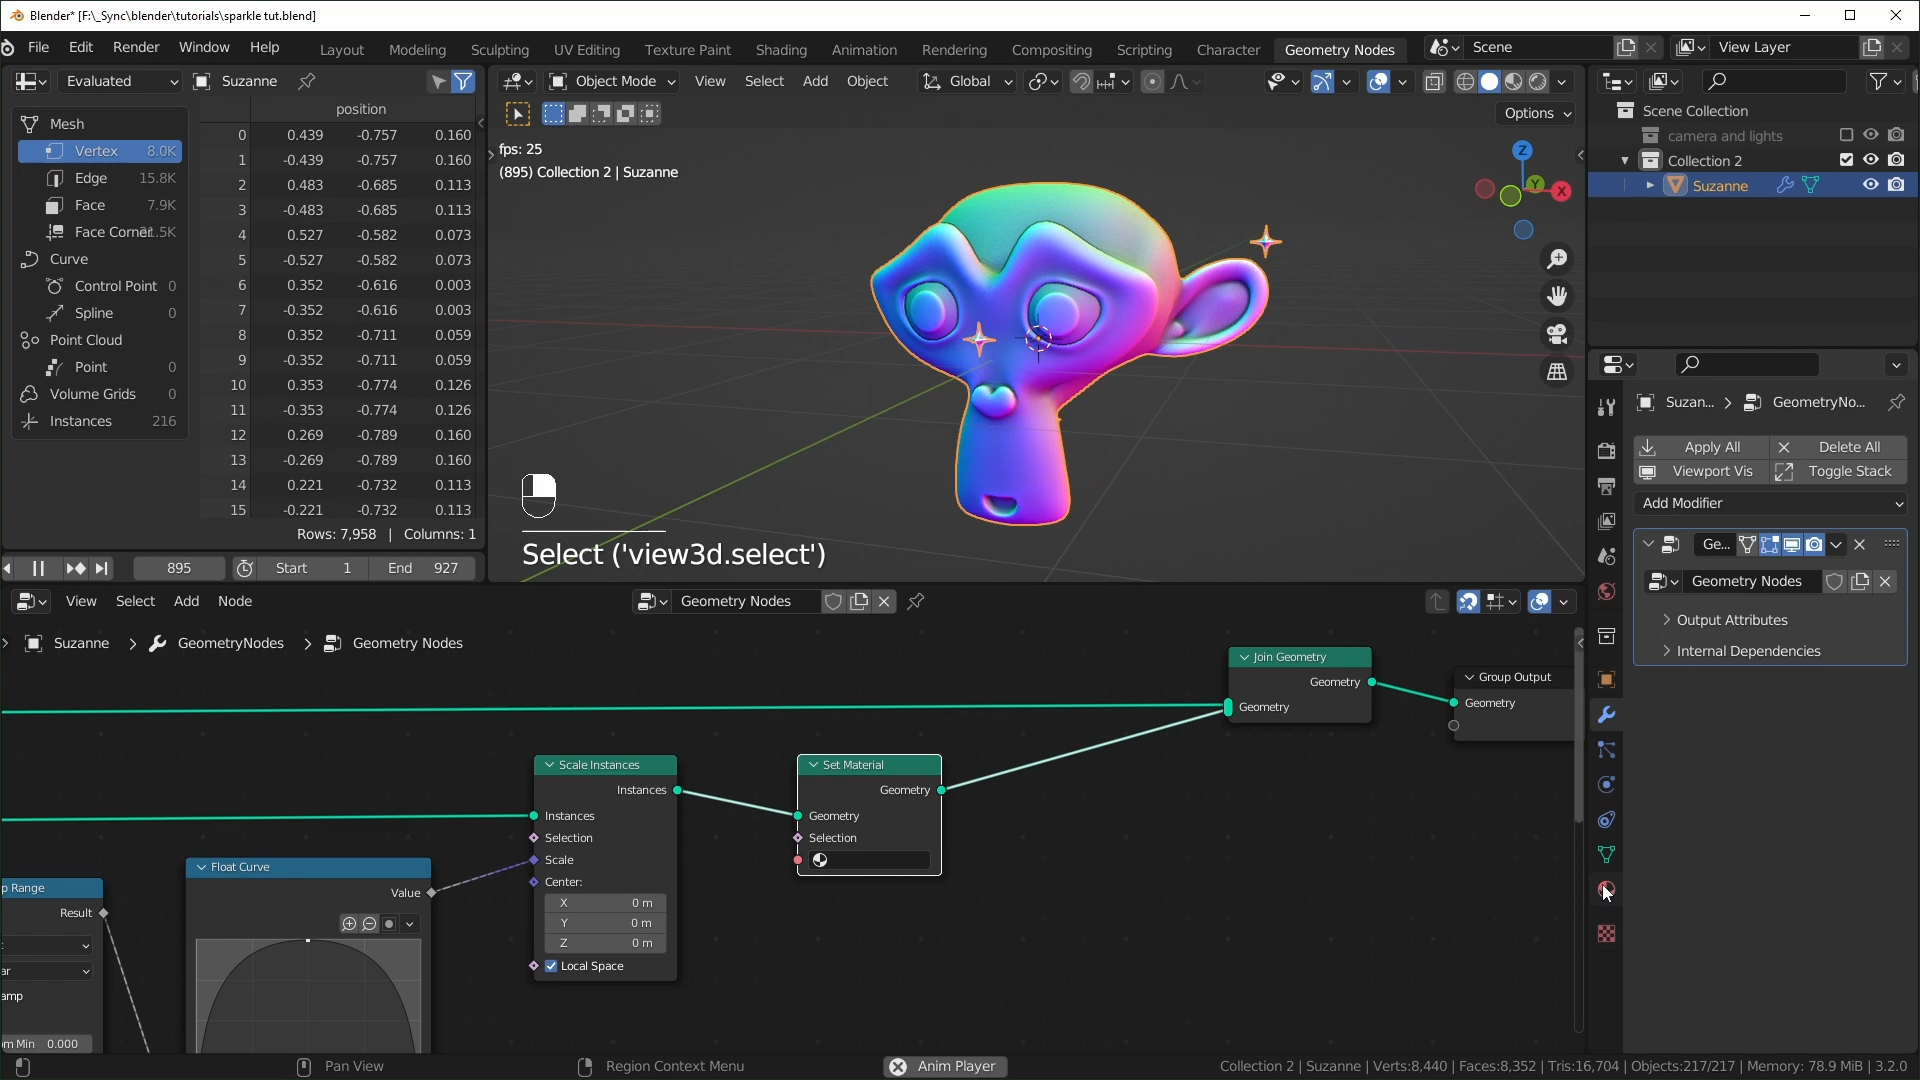 Blender* [F:\_Sync\blender\tutorials\sparkle tut.blend]
File Edit Render Window Help
Layout Modeling Sculpting UV Editing Texture Paint Shading Animation Rendering Compositing Scripting Character Geometry Nodes
Scene
View Layer
Evaluated
Suzanne
Object Mode
View Select Add Object
Global
Options
position
Mesh
Vertex 8.0K
Edge 15.8K
Face 7.9K
Face Corner
Curve
Control Point 0
Spline 0
Point Cloud
Point 0
Volume Grids 0
Instances 216
0 0.439 -0.757 0.160
1 -0.439 -0.757 0.160
2 0.483 -0.685 0.113
3 -0.483 -0.685 0.113
4 0.527 -0.582 0.073
5 -0.527 -0.582 0.073
6 0.352 -0.616 0.003
7 -0.352 -0.616 0.003
8 0.352 -0.711 0.059
9 -0.352 -0.711 0.059
10 0.353 -0.774 0.126
11 -0.353 -0.774 0.126
12 0.269 -0.789 0.160
13 -0.269 -0.789 0.160
14 0.221 -0.732 0.113
15 -0.221 -0.732 0.113
Rows: 7,958 | Columns: 1
895
Start 1
End 927
fps: 25
(895) Collection 2 | Suzanne
Z
Y
X
Select ('view3d.select')
Scene Collection
camera and lights
Collection 2
Suzanne
Suzan... > GeometryNo...
Apply All
Delete All
Viewport Vis
Toggle Stack
Add Modifier
Ge...
Geometry Nodes
Output Attributes
Internal Dependencies
View Select Add Node
Geometry Nodes
Suzanne > GeometryNodes > Geometry Nodes
Join Geometry
Geometry
Geometry
Group Output
Geometry
Scale Instances
Instances
Instances
Selection
Scale
Center:
X 0 m
Y 0 m
Z 0 m
Local Space
Set Material
Geometry
Geometry
Selection
Float Curve
Value
p Range
Result
ar
amp
om Min 0.000
Pan View
Region Context Menu
Anim Player
Collection 2 | Suzanne | Verts:8,440 | Faces:8,352 | Tris:16,704 | Objects:217/217 | Memory: 78.9 MiB | 3.2.0